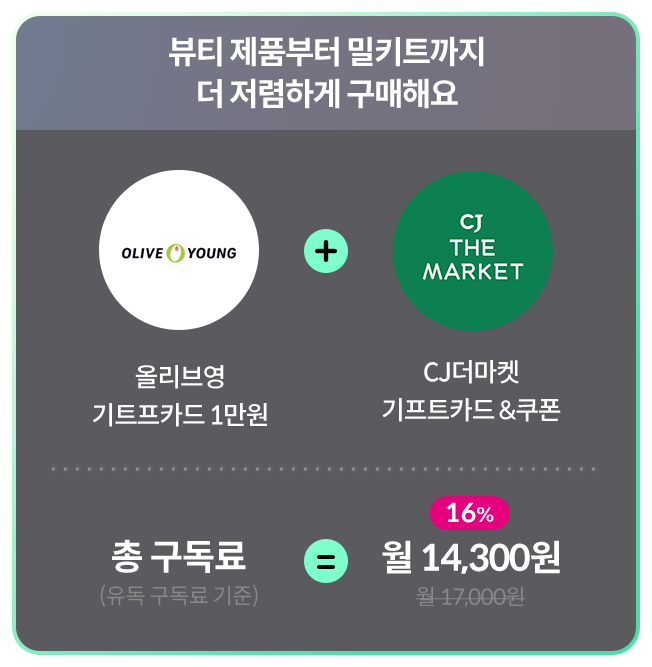 뷰티 제품부터 밀키트까지
더 저렴하게 구매해요
OLIVE YOUNG
+
CJ
THE
MARKET
올리브영
기트프카드 1만원
CJ더마켓
기프트카드 &쿠폰
16%
총 구독료
=
월 14,300원
(유독 구독료 기준)
월 17,000원